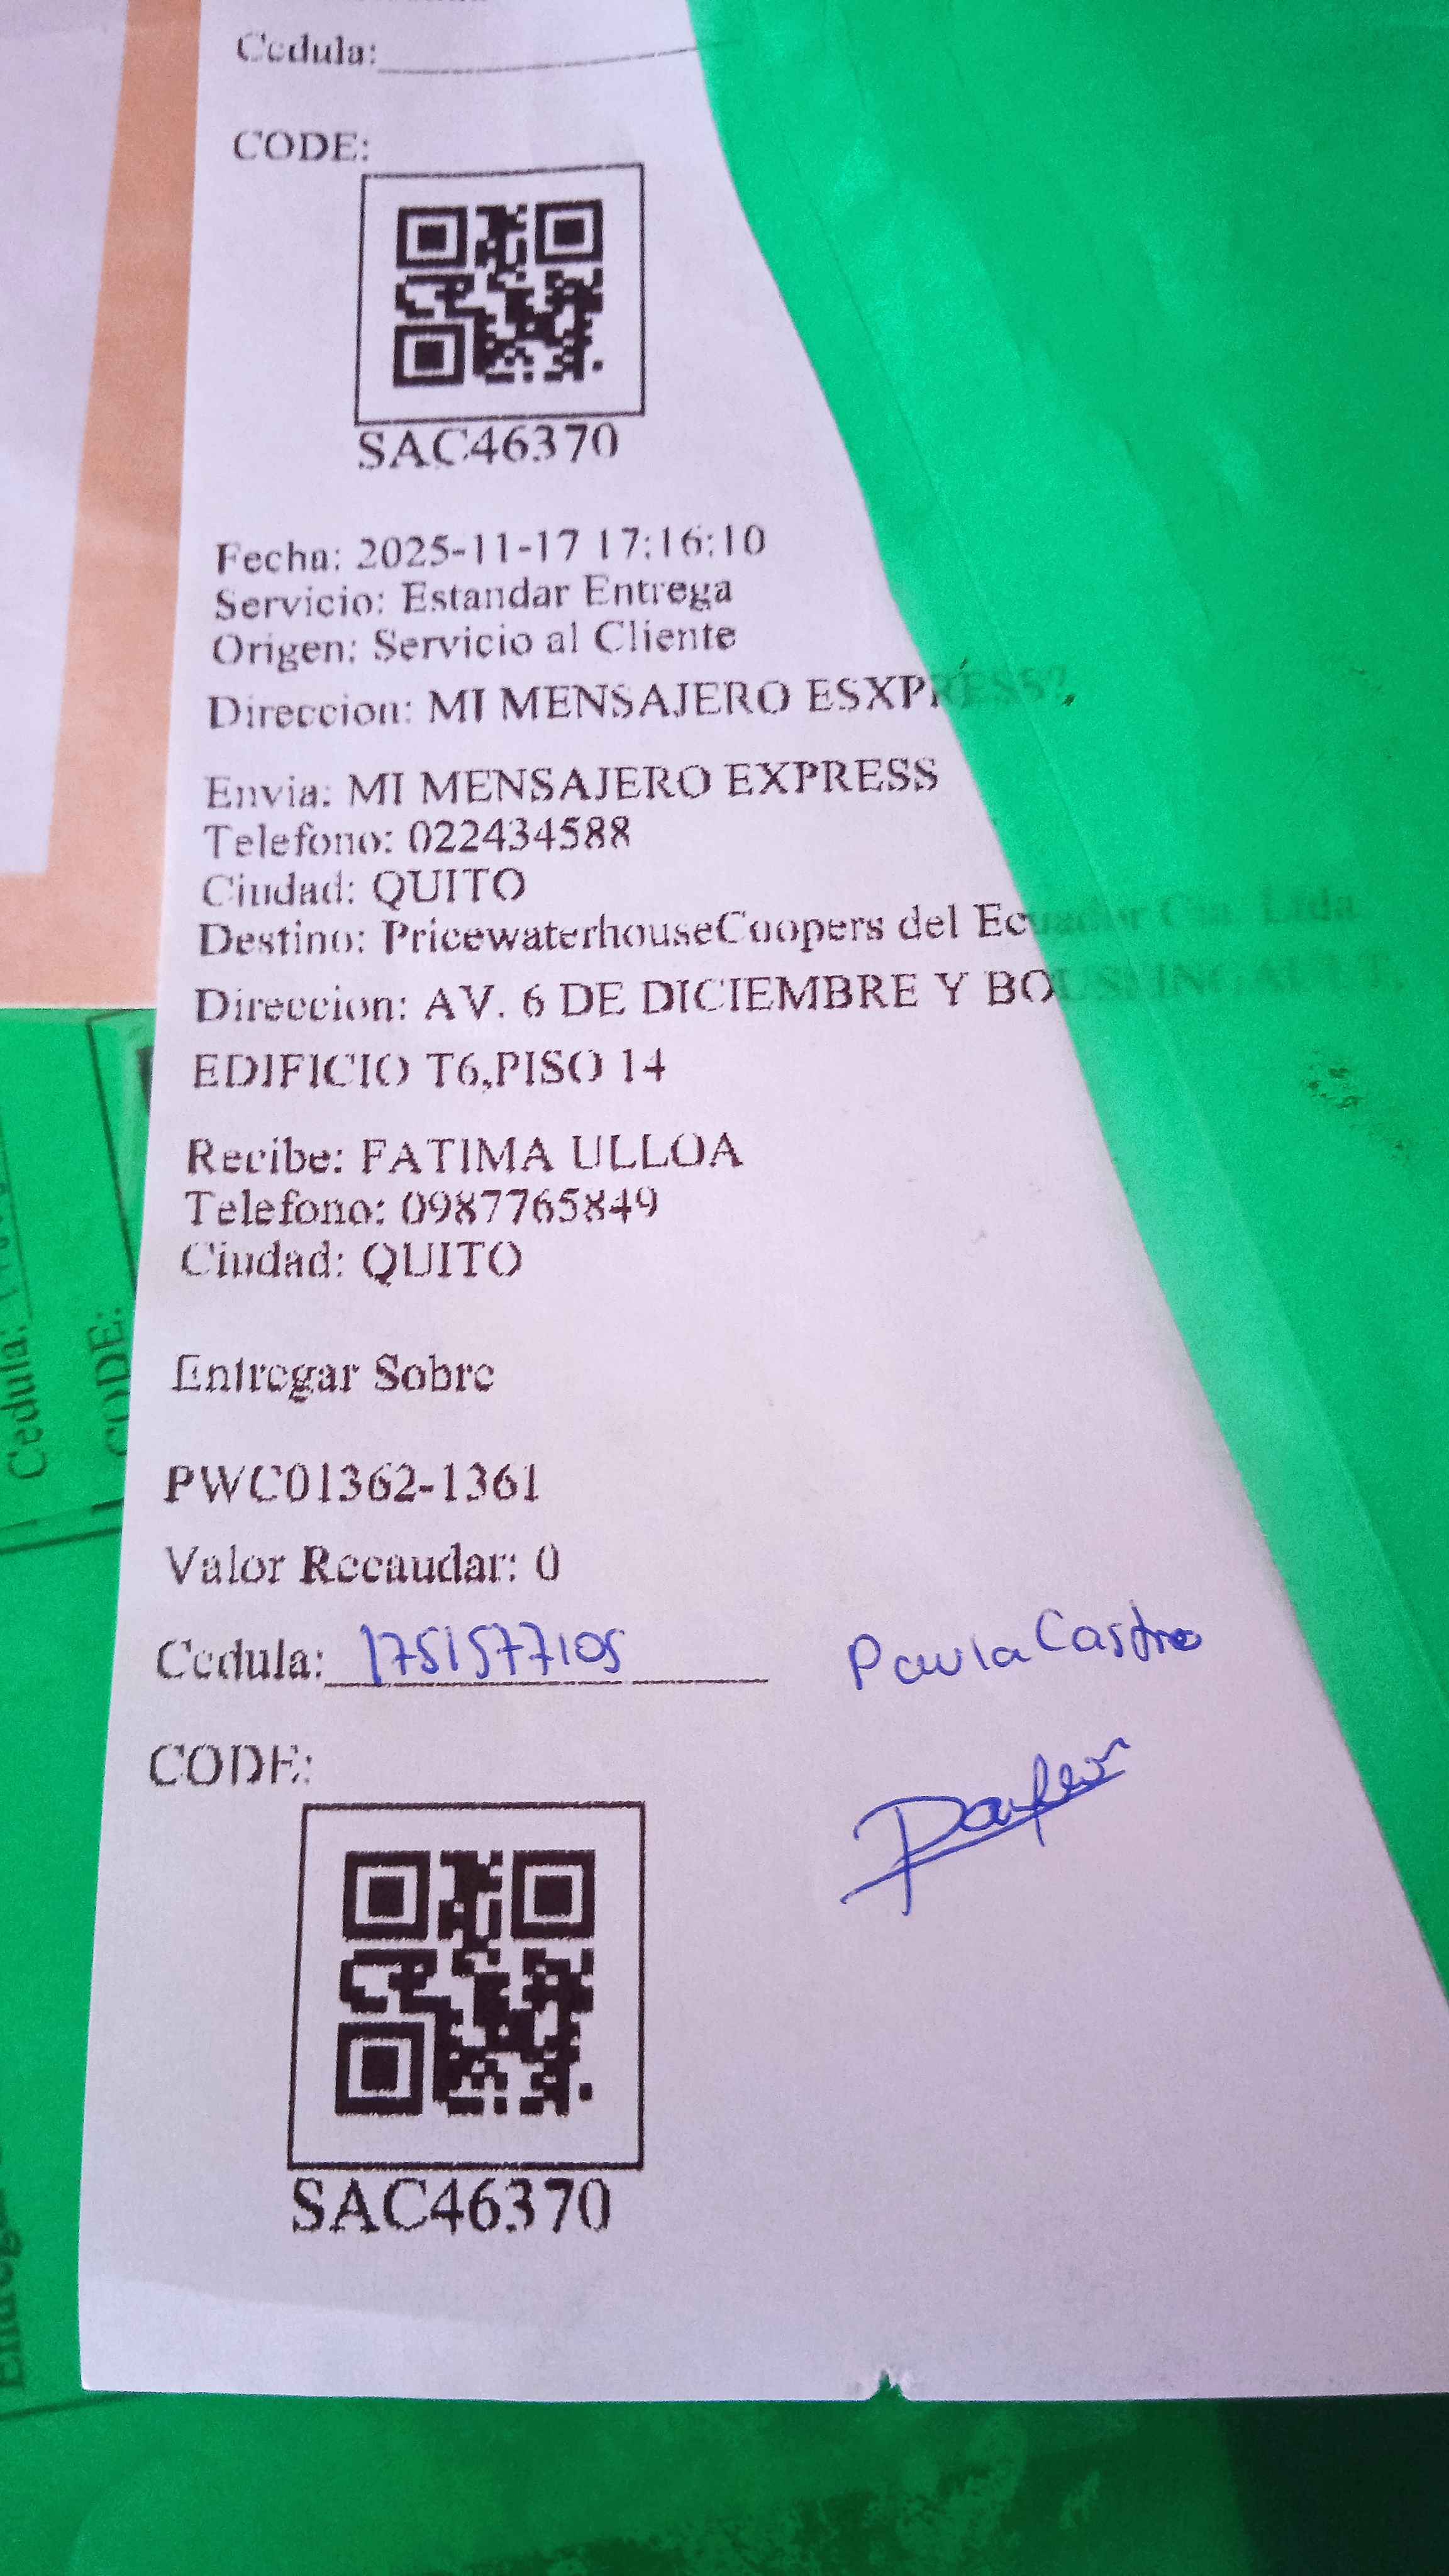 Cedula:
CODE:
SAC46370
Fecha: 2025-11-17 17:16:10
Servicio: Estandar Entrega
Origen: Servicio al Cliente
Direccion: MI MENSAJERO ESXPRESS?,
Envia: MI MENSAJERO EXPRESS
Telefono: 022434588
Ciudad: QUITO
Destino: PricewaterhouseCoopers del Ecuador Cia. Ltda.
Direccion: AV. 6 DE DICIEMBRE Y
EDIFICIO T6,PISO 14
Recibe: FATIMA ULLOA
Telefono: 0987765849
Ciudad: QUITO
Entregar Sobre
PWC01362-1361
Valor Recaudar: 0
Cedula: 1751577105 Paula Castro
CODE:
SAC46370
Cedula:
CODE: